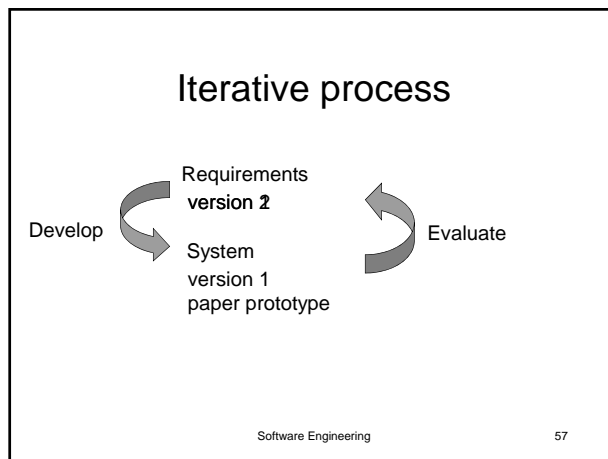 Iterative process
Requirements
version
Develop
Evaluate
System
version 1
paper prototype
Software Engineering
57